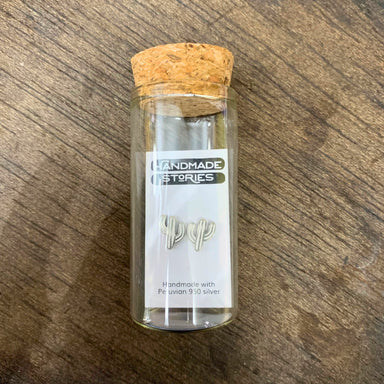 HANDMADE
STORIES
Handmade with
Peruvian 950 silver